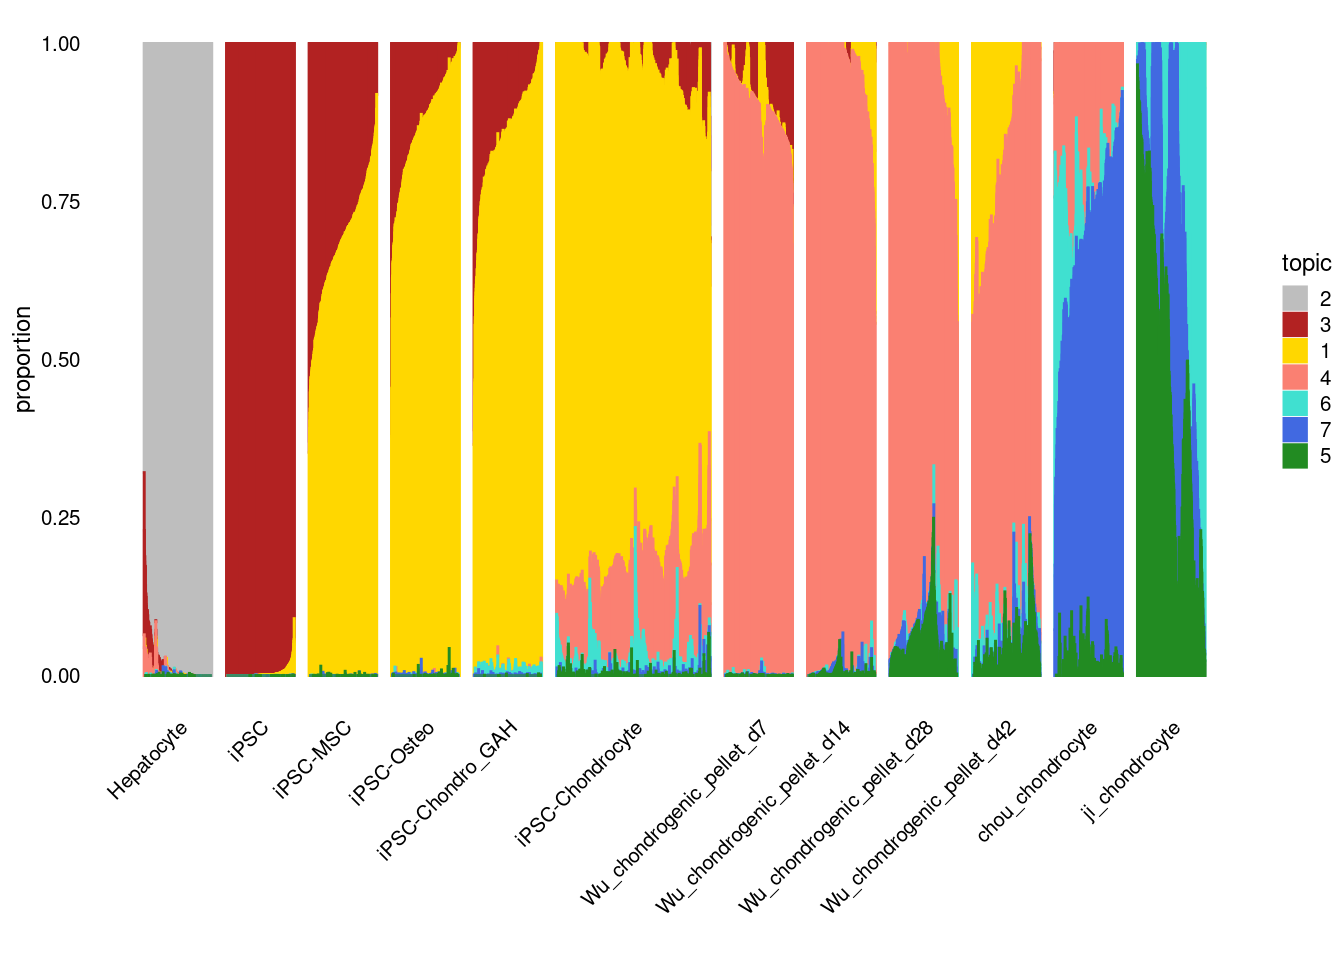 1.00
0.75
0.50
0.25
0.00
proportion
Hepatocyte
iPSC
iPSC-MSC
iPSC-Osteo
iPSC-Chondro_GAH
iPSC-Chondrocyte
Wu_chondrogenic_pellet_d7
Wu_chondrogenic_pellet_d14
Wu_chondrogenic_pellet_d28
Wu_chondrogenic_pellet_d42
chou_chondrocyte
ji_chondrocyte
topic
2
3
1
4
6
7
5